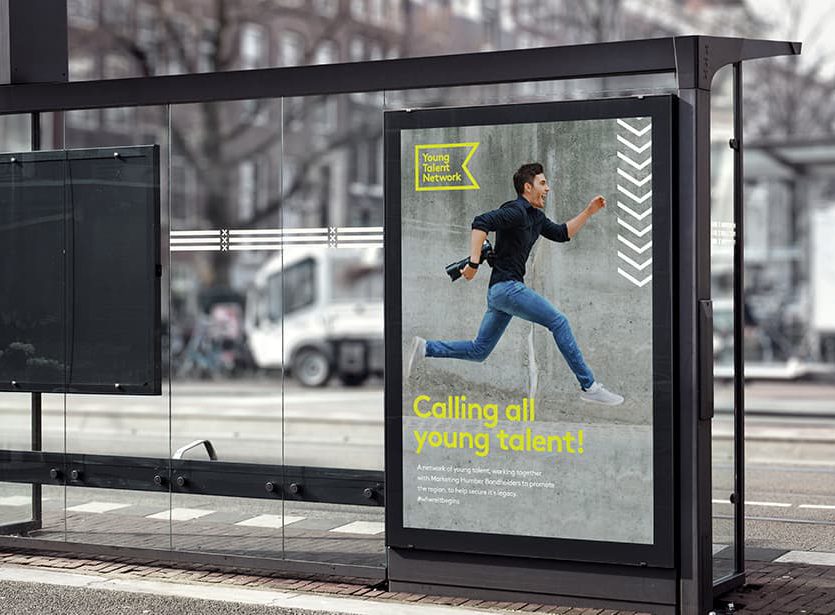 Young
Talent
Network
Calling all
young talent!
A network of young talent, working together
with Marketing Humber Bondholders to promote
the region, to help secure it's legacy.
#whereitbegins